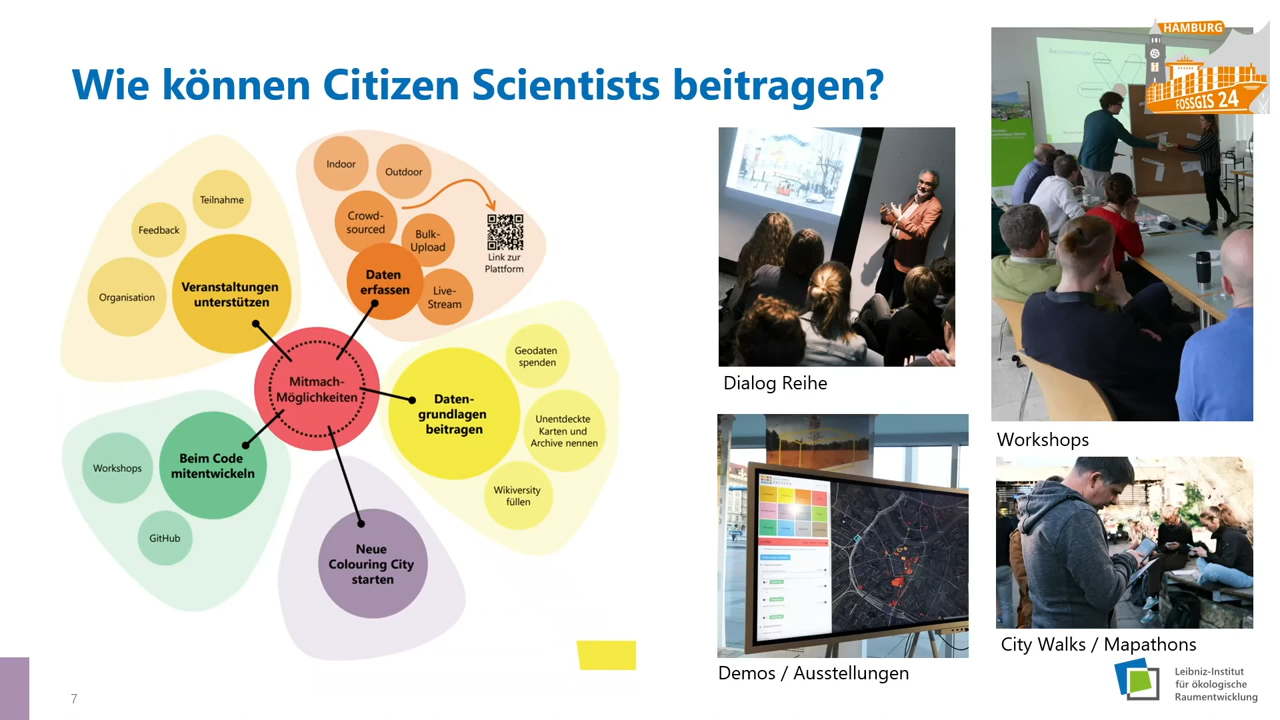 HAMBURG
FOSSGIS 24
Wie können Citizen Scientists beitragen?
Teilnahme
Feedback
Organisation
Veranstaltungen
unterstützen
Indoor
Outdoor
Crowd-
sourced
Bulk-
Upload
Live-
Stream
Daten
erfassen
Link zur
Plattform
Mitmach-
Möglichkeiten
Daten-
grundlagen
beitragen
Geodaten
spenden
Unentdeckte
Karten und
Archive nennen
Wikiversity
füllen
Beim Code
mitentwickeln
Workshops
GitHub
Neue
Colouring City
starten
Dialog Reihe
Workshops
Demos / Ausstellungen
City Walks / Mapathons
Leibniz-Institut
für ökologische
Raumentwicklung
7